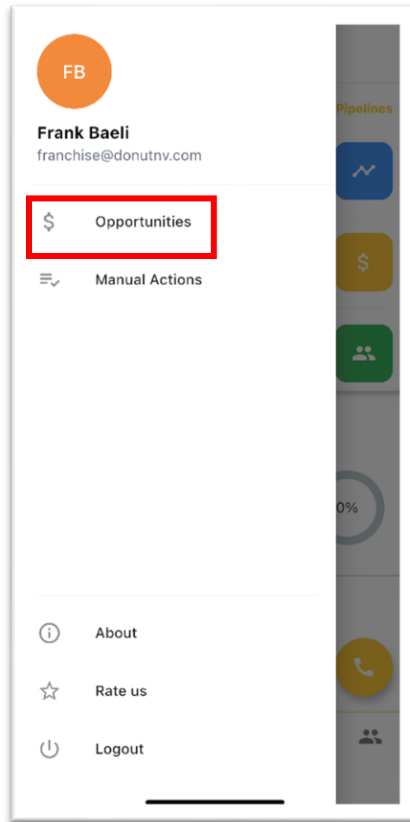 FB
Frank Baeli
franchise@donutnv.com
Pipelines
$ Opportunities
$
Manual Actions
0%
About
Rate us
Logout